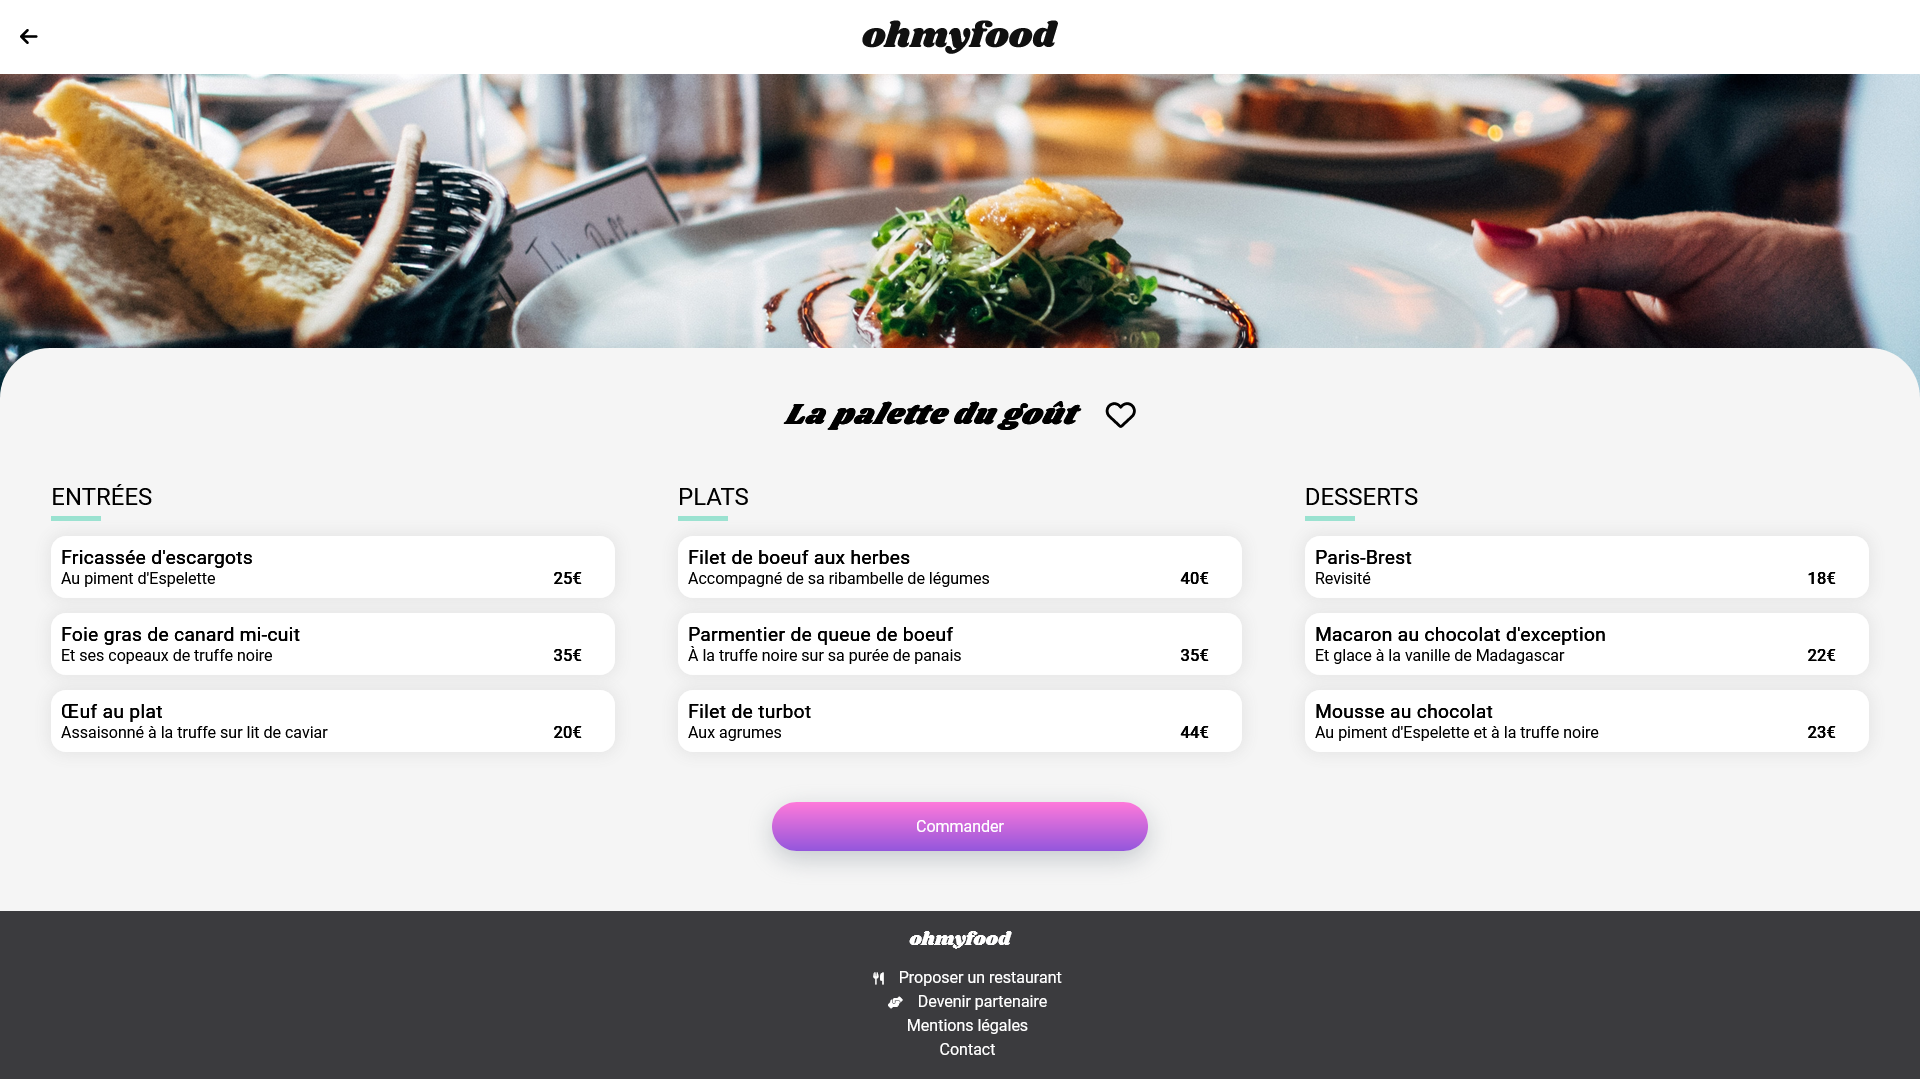 ohmyfood
La palette du goût
ENTRÉES
Fricassée d'escargots
Au piment d'Espelette
25€
Foie gras de canard mi-cuit
Et ses copeaux de truffe noire
35€
Œuf au plat
Assaisonné à la truffe sur lit de caviar
20€
PLATS
Filet de boeuf aux herbes
Accompagné de sa ribambelle de légumes
40€
Parmentier de queue de boeuf
À la truffe noire sur sa purée de panais
35€
Filet de turbot
Aux agrumes
44€
DESSERTS
Paris-Brest
Revisité
18€
Macaron au chocolat d'exception
Et glace à la vanille de Madagascar
22€
Mousse au chocolat
Au piment d'Espelette et à la truffe noire
23€
Commander
ohmyfood
Proposer un restaurant
Devenir partenaire
Mentions légales
Contact